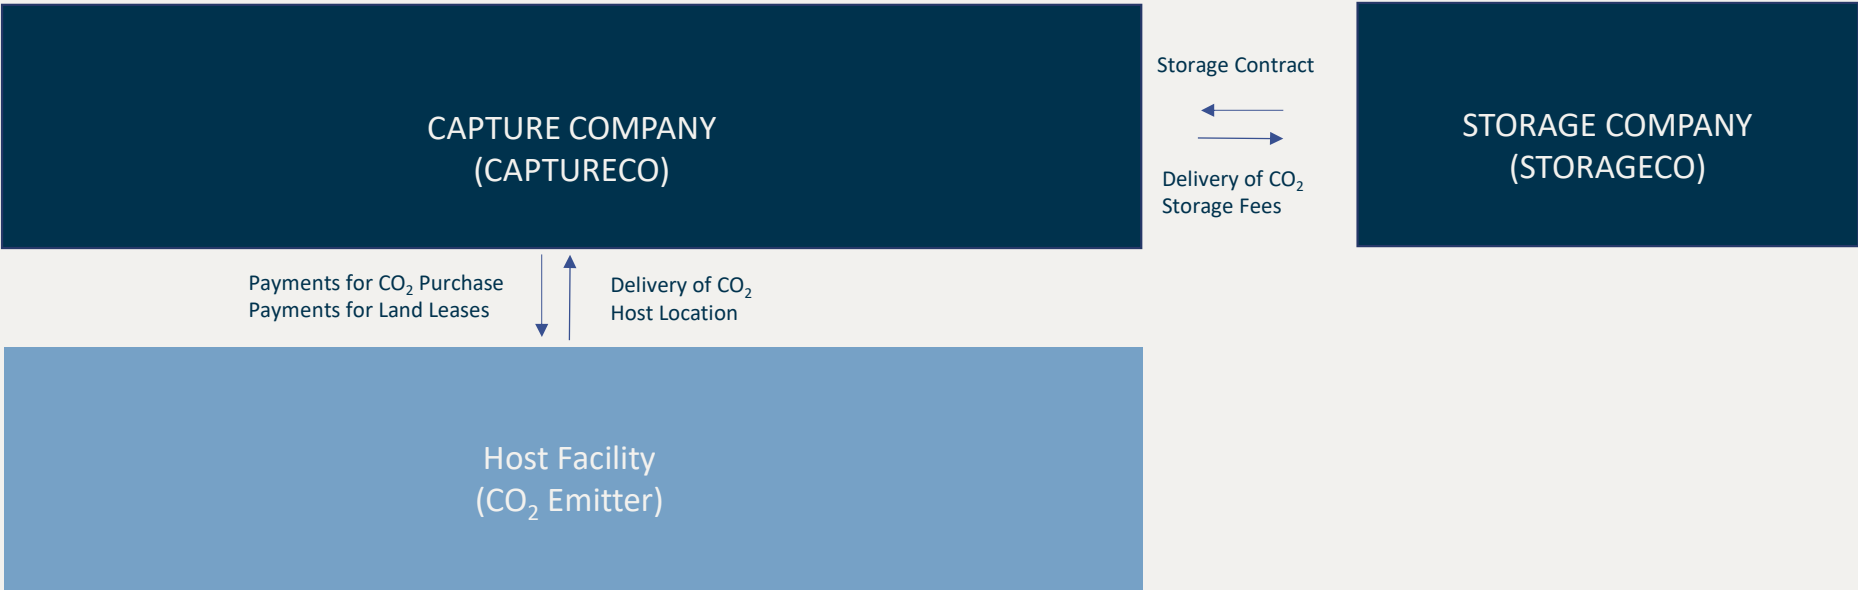 CAPTURE COMPANY
(CAPTURECO)
Storage Contract
Delivery of CO₂
Storage Fees
STORAGE COMPANY
(STORAGECO)
Payments for CO₂ Purchase
Payments for Land Leases
Delivery of CO₂
Host Location
Host Facility
(CO₂ Emitter)